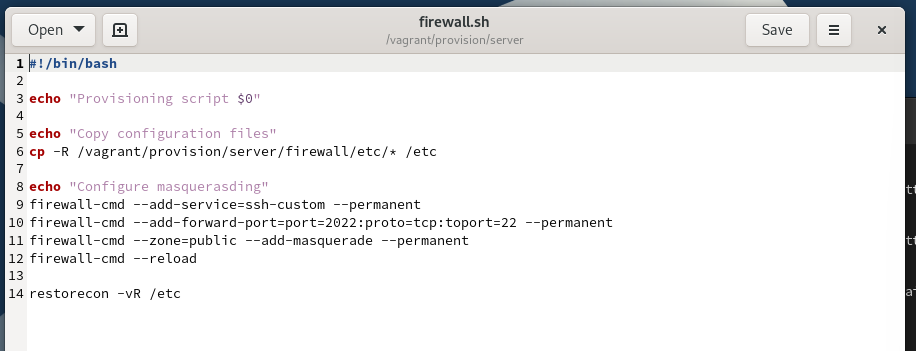 Open
firewall.sh
/vagrant/provision/server
Save
1 #!/bin/bash
2
3 echo "Provisioning script $0"
4
5 echo "Copy configuration files"
6 cp -R /vagrant/provision/server/firewall/etc/* /etc
7
8 echo "Configure masquerasding"
9 firewall-cmd --add-service=ssh-custom --permanent
10 firewall-cmd --add-forward-port=port=2022:proto=tcp:toport=22 --permanent
11 firewall-cmd --zone=public --add-masquerade --permanent
12 firewall-cmd --reload
13
14 restorecon -vR /etc